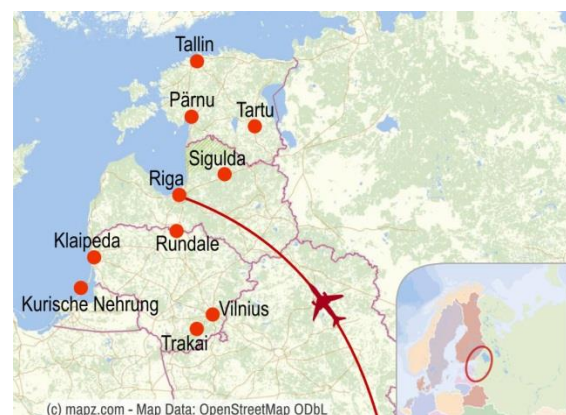 Tallin
Pärnu
Tartu
Sigulda
Riga
Klaipeda
Rundale
Kurische Nehrung
Vilnius
Trakai
(c) mapz.com - Map Data: OpenStreetMap ODbL